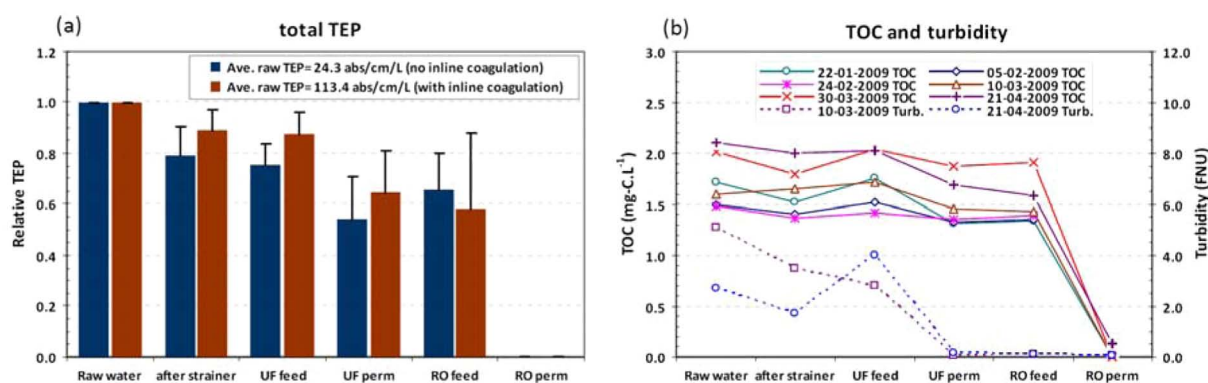 (a)
total TEP
1.2
1.0
0.8
0.6
0.4
0.2
0.0
Relative TEP
Ave. raw TEP= 24.3 abs/cm/L (no inline coagulation)
Ave. raw TEP= 113.4 abs/cm/L (with inline coagulation)
Raw water after strainer UF feed UF perm RO feed RO perm
(b)
TOC and turbidity
3.0
2.5
2.0
1.5
1.0
0.5
0.0
TOC (mg-C.L-1)
22-01-2009 TOC 05-02-2009 TOC
24-02-2009 TOC 10-03-2009 TOC
30-03-2009 TOC 21-04-2009 TOC
10-03-2009 Turb. 21-04-2009 Turb.
12.0
10.0
8.0
6.0
4.0
2.0
0.0
Turbidity (FNU)
Raw water after strainer UF feed UF perm RO feed RO perm